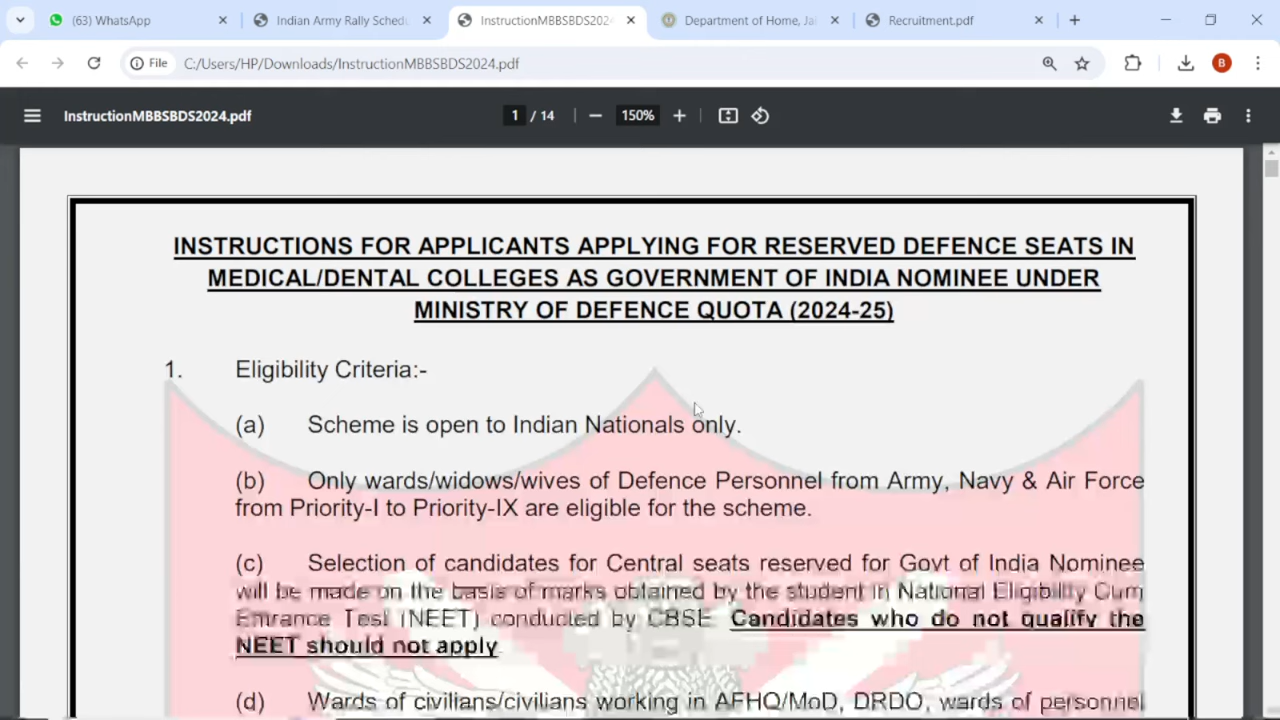 (63) WhatsApp
Indian Army Rally Schedu
InstructionMBBSBDS2024
Department of Home, Ja
Recruitment.pdf
File
C:/Users/HP/Downloads/InstructionMBBSBDS2024.pdf
B
InstructionMBBSBDS2024.pdf
1 / 14
150%
INSTRUCTIONS FOR APPLICANTS APPLYING FOR RESERVED DEFENCE SEATS IN
MEDICAL/DENTAL COLLEGES AS GOVERNMENT OF INDIA NOMINEE UNDER
MINISTRY OF DEFENCE QUOTA (2024-25)
1. Eligibility Criteria:-
(a) Scheme is open to Indian Nationals only.
(b) Only wards/widows/wives of Defence Personnel from Army, Navy & Air Force
from Priority-I to Priority-IX are eligible for the scheme.
(c) Selection of candidates for Central seats reserved for Govt of India Nominee
will be made on the basis of marks obtained by the student in National Eligibility Cum
Entrance Test (NEET) conducted by CBSE. Candidates who do not qualify the
NEET should not apply.
(d) Wards of civilians/civilians working in AFHQ/MoD, DRDO, wards of personnel